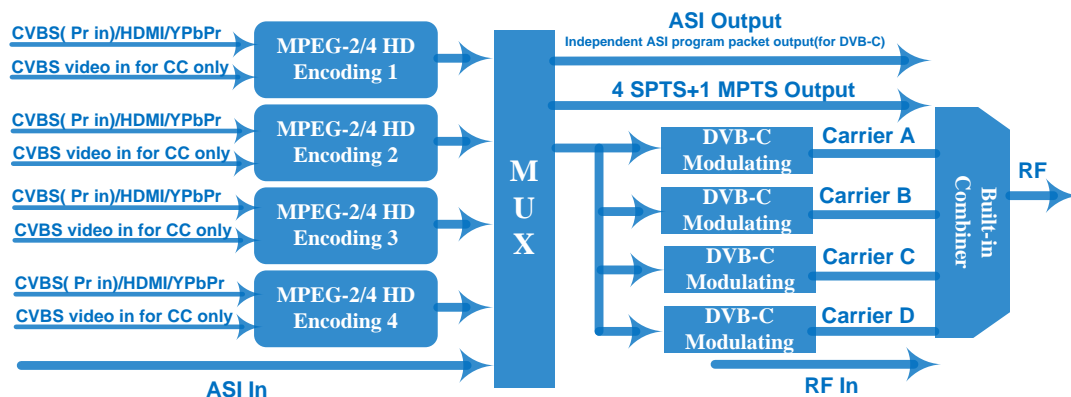 CVBS( Pr in)/HDMI/YPbPr
CVBS video in for CC only
MPEG-2/4 HD
Encoding 1
CVBS( Pr in)/HDMI/YPbPr
CVBS video in for CC only
MPEG-2/4 HD
Encoding 2
CVBS( Pr in)/HDMI/YPbPr
CVBS video in for CC only
MPEG-2/4 HD
Encoding 3
CVBS( Pr in)/HDMI/YPbPr
CVBS video in for CC only
MPEG-2/4 HD
Encoding 4
ASI In
M
U
X
ASI Output
Independent ASI program packet output(for DVB-C)
4 SPTS+1 MPTS Output
DVB-C
Modulating
Carrier A
DVB-C
Modulating
Carrier B
DVB-C
Modulating
Carrier C
DVB-C
Modulating
Carrier D
RF In
Built-in
Combiner
RF